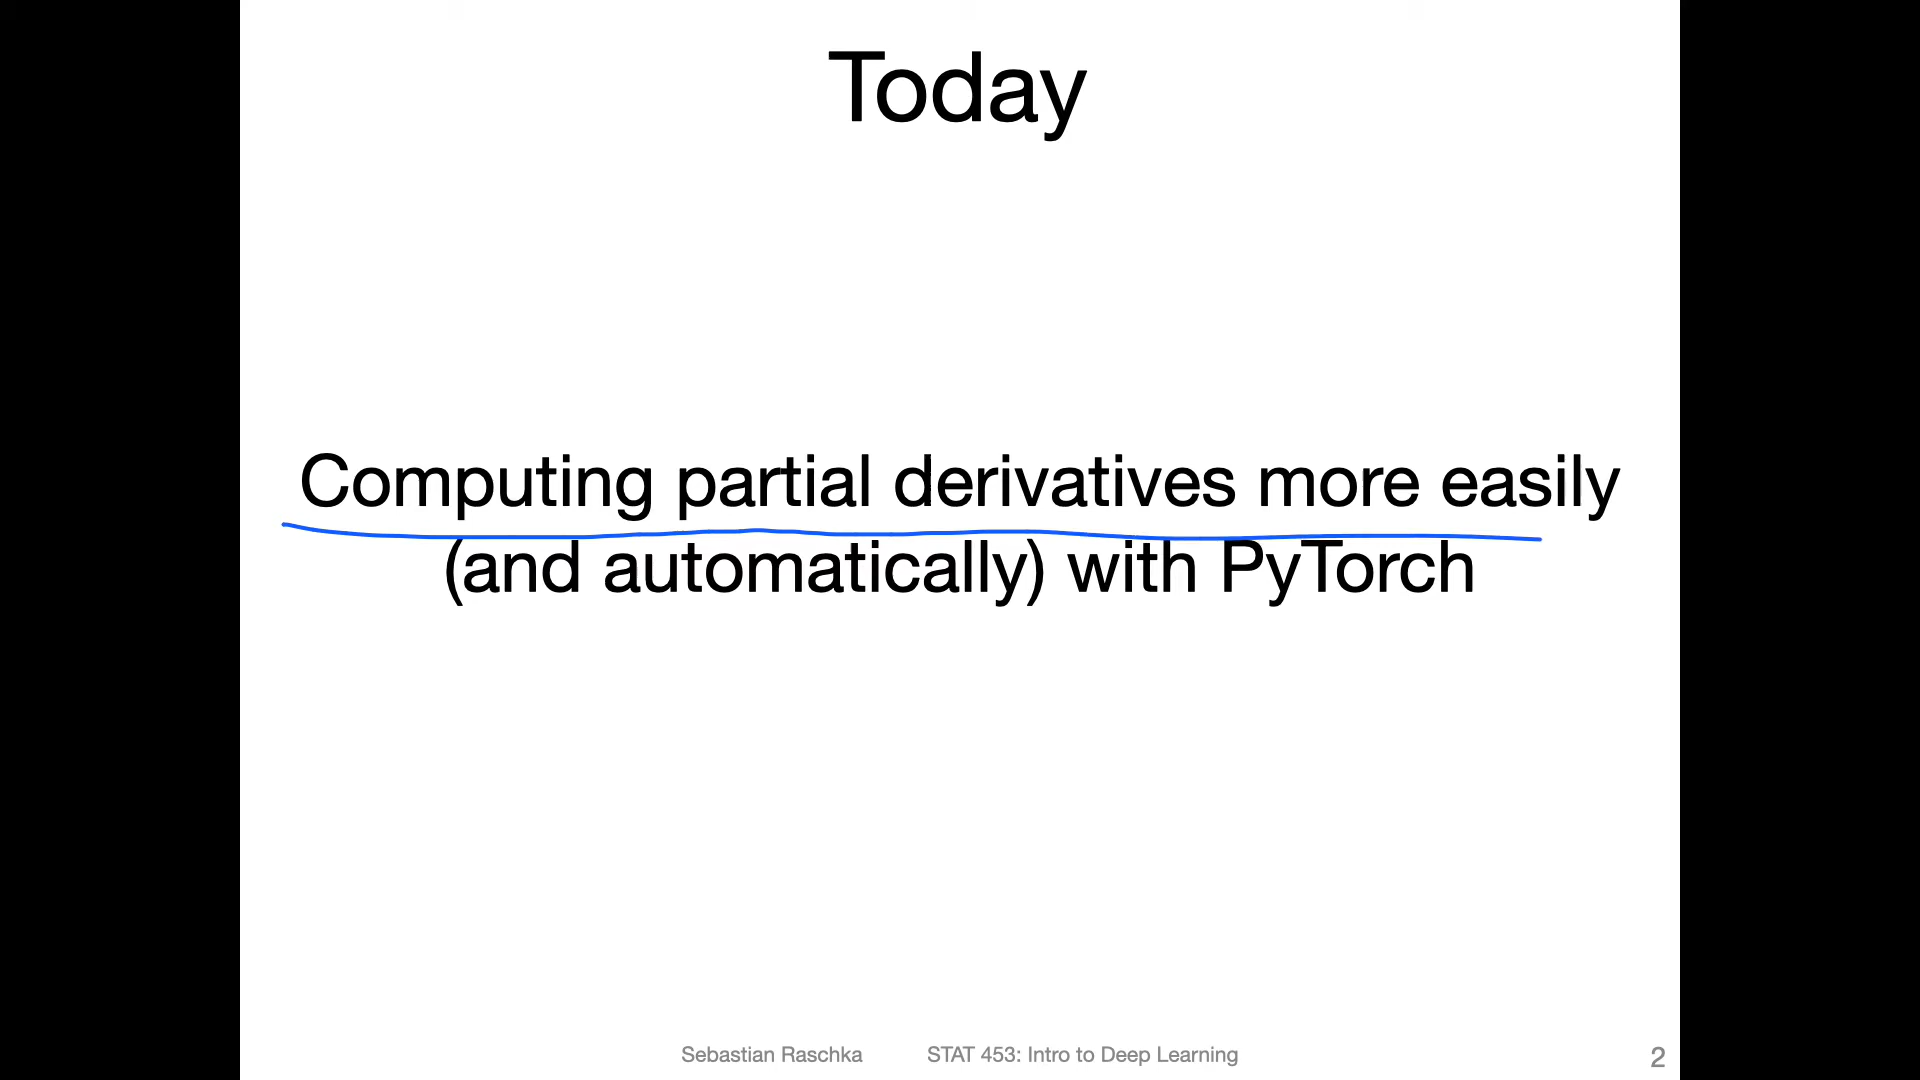 Today
Computing partial derivatives more easily
(and automatically) with PyTorch
Sebastian Raschka STAT 453: Intro to Deep Learning 2